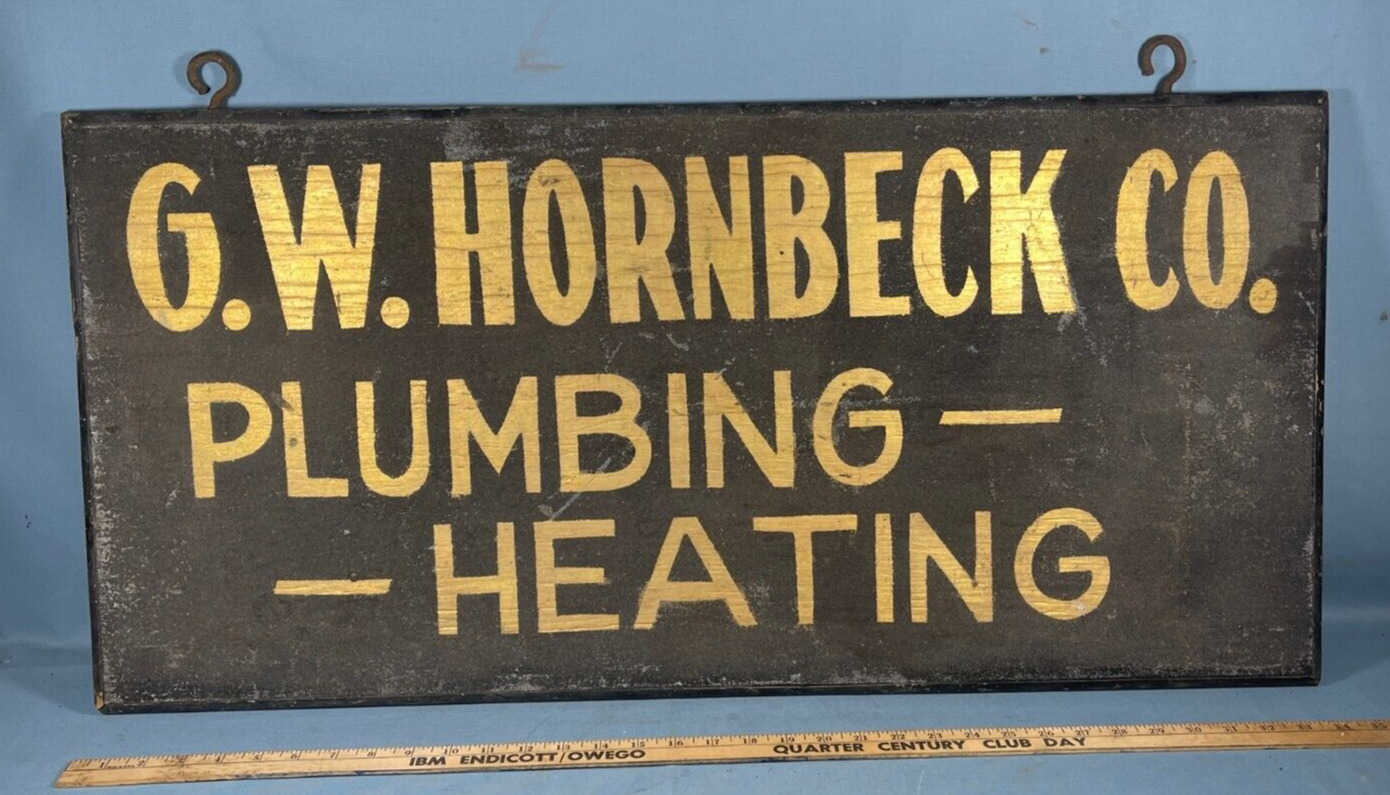 G.W. HORNBECK CO.
PLUMBING —
— HEATING
IBM ENDICOTT/OWEGO QUARTER CENTURY CLUB DAY